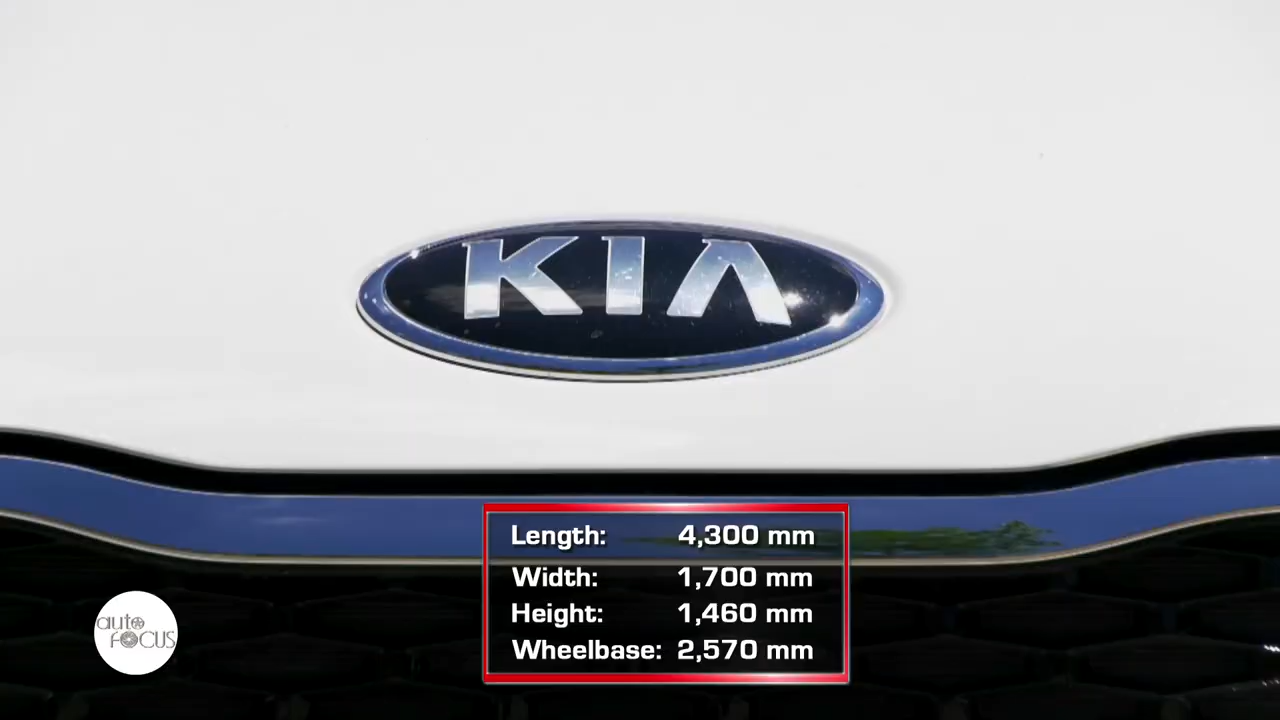 KIA
Length: 4,300 mm
Width: 1,700 mm
Height: 1,460 mm
Wheelbase: 2,570 mm
auto
FOCUS